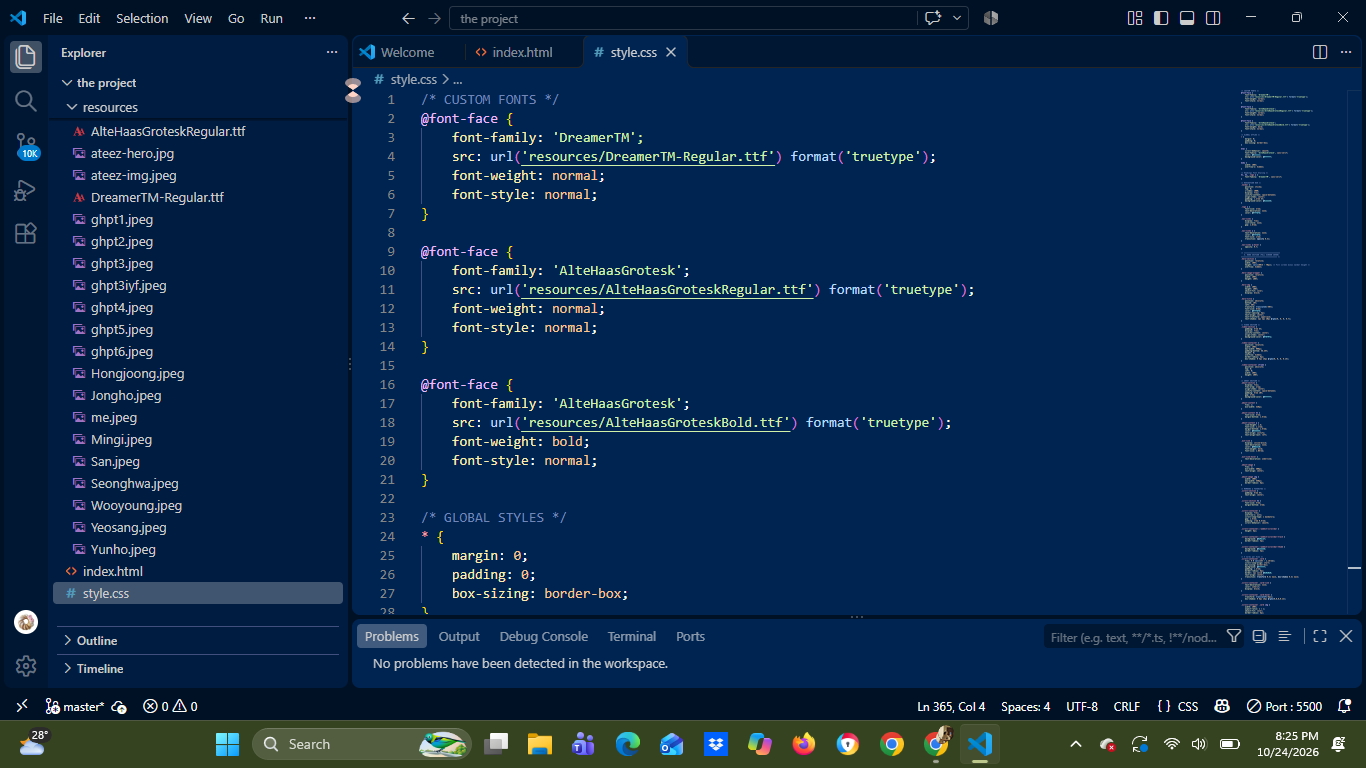 File Edit Selection View Go Run ···
the project
Explorer ···
the project
resources
AlteHaasGroteskRegular.ttf
ateez-hero.jpg
ateez-img.jpeg
DreamerTM-Regular.ttf
ghpt1.jpeg
ghpt2.jpeg
ghpt3.jpeg
ghpt3iyf.jpeg
ghpt4.jpeg
ghpt5.jpeg
ghpt6.jpeg
Hongjoong.jpeg
Jongho.jpeg
me.jpeg
Mingi.jpeg
San.jpeg
Seonghwa.jpeg
Wooyoung.jpeg
Yeosang.jpeg
Yunho.jpeg
<> index.html
# style.css
Outline
Timeline
10K
Welcome <> index.html # style.css
# style.css > ...
1 /* CUSTOM FONTS */
2 @font-face {
3 font-family: 'DreamerTM';
4 src: url('resources/DreamerTM-Regular.ttf') format('truetype');
5 font-weight: normal;
6 font-style: normal;
7 }
8
9 @font-face {
10 font-family: 'AlteHaasGrotesk';
11 src: url('resources/AlteHaasGroteskRegular.ttf') format('truetype');
12 font-weight: normal;
13 font-style: normal;
14 }
15
16 @font-face {
17 font-family: 'AlteHaasGrotesk';
18 src: url('resources/AlteHaasGroteskBold.ttf') format('truetype');
19 font-weight: bold;
20 font-style: normal;
21 }
22
23 /* GLOBAL STYLES */
24 * {
25 margin: 0;
26 padding: 0;
27 box-sizing: border-box;
28 }
Problems Output Debug Console Terminal Ports
Filter (e.g. text, **/*.ts, !**/nod...
No problems have been detected in the workspace.
master* 0 0
Ln 365, Col 4 Spaces: 4 UTF-8 CRLF { } CSS Port : 5500
28°
Search
8:25 PM
10/24/2026